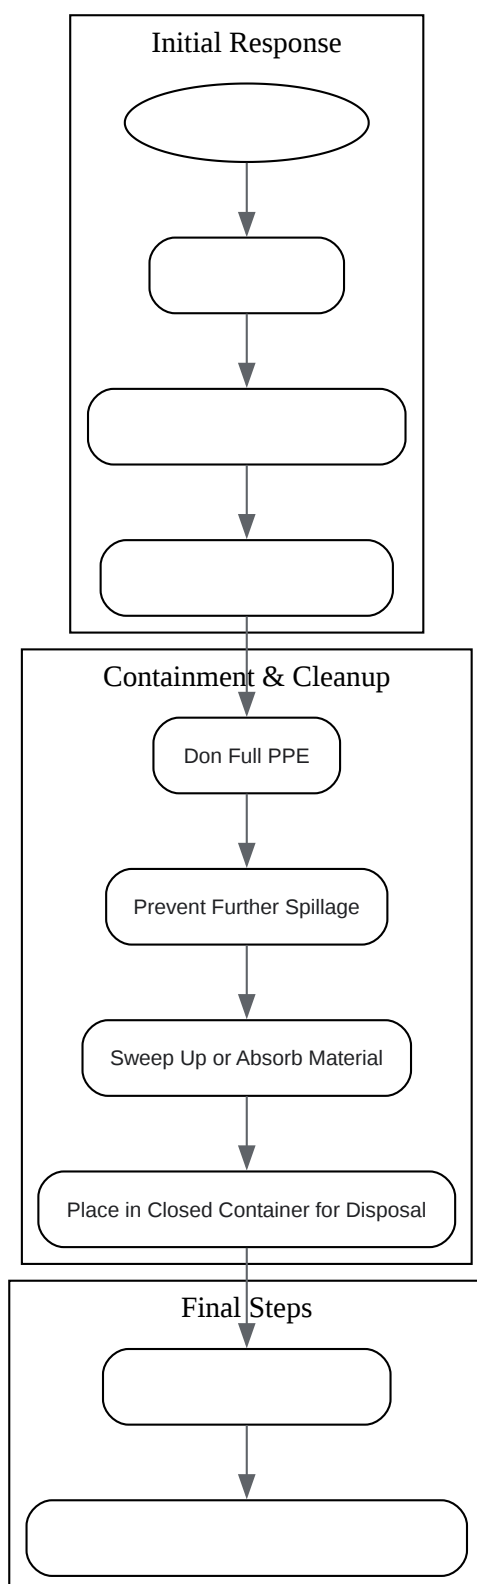 Initial Response
Containment & Cleanup
Don Full PPE
Prevent Further Spillage
Sweep Up or Absorb Material
Place in Closed Container for Disposal
Final Steps